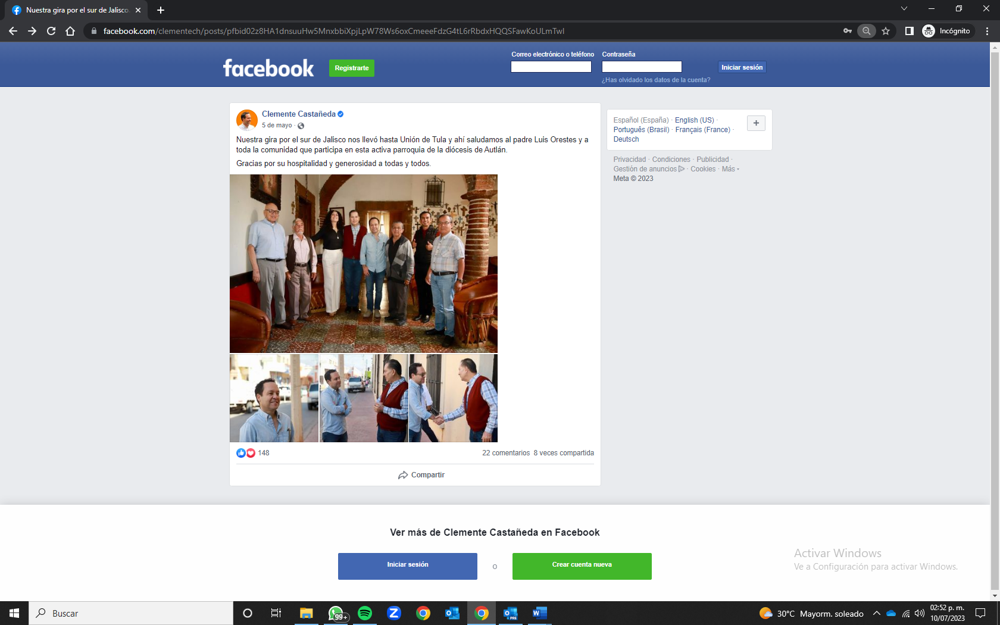 Nuestra gira por el sur de Jalisco
facebook.com/clementech/posts/pfbid02z8HA1dnsuuHw5MnxbbiXpjLpW78Ws6oxCmeeeFdzG4tL6rRbdxHQQSFawKoULmTwl
Incógnito
facebook
Registrarte
Correo electrónico o teléfono
Contraseña
Iniciar sesión
¿Has olvidado los datos de la cuenta?
Clemente Castañeda
5 de mayo ·
Nuestra gira por el sur de Jalisco nos llevó hasta Unión de Tula y ahí saludamos al padre Luis Orestes y a
toda la comunidad que participa en esta activa parroquia de la diócesis de Autlán.
Gracias por su hospitalidad y generosidad a todas y todos.
148
22 comentarios 8 veces compartida
Compartir
Español (España) · English (US) ·
Português (Brasil) · Français (France) ·
Deutsch
+
Privacidad · Condiciones · Publicidad ·
Gestión de anuncios · Cookies · Más
Meta © 2023
Ver más de Clemente Castañeda en Facebook
Iniciar sesión
o
Crear cuenta nueva
Activar Windows
Ve a Configuración para activar Windows.
Buscar
99+
Z
PRE
W
30°C Mayorm. soleado
02:52 p. m.
10/07/2023